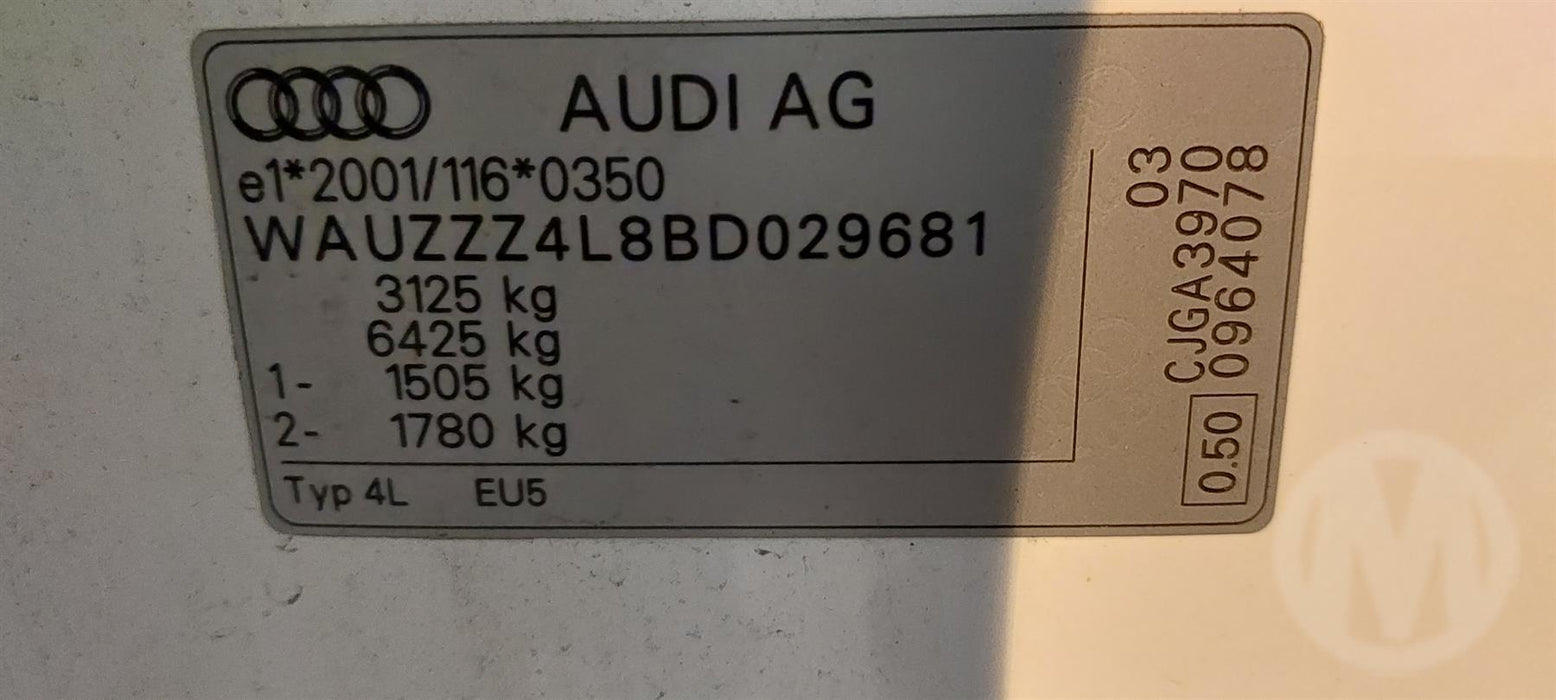 AUDI AG
e1*2001/116*0350
WAUZZZ4L8BD029681
3125 kg
6425 kg
1- 1505 kg
2- 1780 kg
Typ 4L EU5
03
CJGA3970
0.50 0964078
M